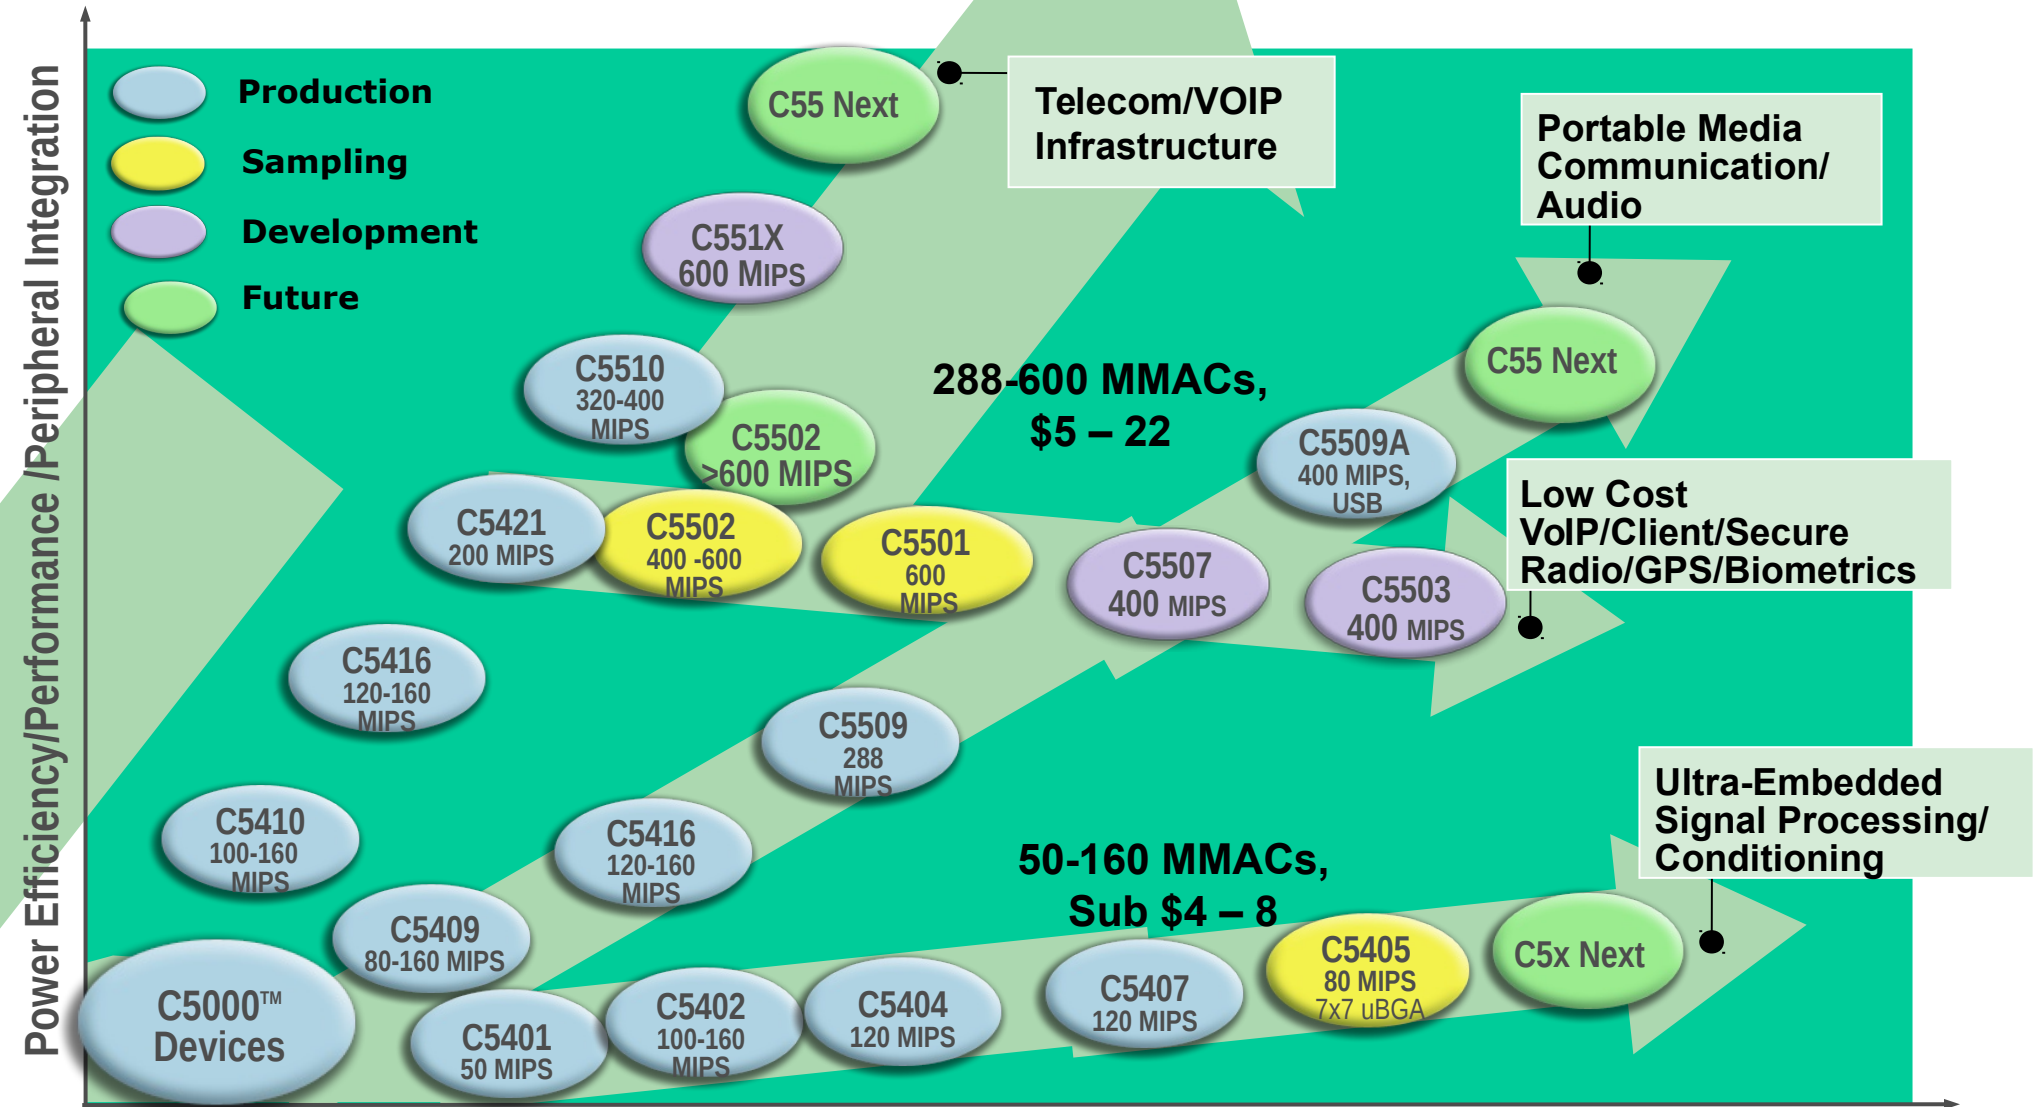 Power Efficiency/Performance /Peripheral Integration
Production
Sampling
Development
Future
C55 Next
Telecom/VOIP
Infrastructure
Portable Media
Communication/
Audio
C551X
600 MIPS
C5510
320-400
MIPS
C5502
>600 MIPS
288-600 MMACs,
$5 – 22
C55 Next
C5509A
400 MIPS,
USB
C5421
200 MIPS
C5502
400 -600
MIPS
C5501
600
MIPS
C5507
400 MIPS
C5503
400 MIPS
Low Cost
VoIP/Client/Secure
Radio/GPS/Biometrics
C5416
120-160
MIPS
C5509
288
MIPS
C5410
100-160
MIPS
C5416
120-160
MIPS
50-160 MMACs,
Sub $4 – 8
Ultra-Embedded
Signal Processing/
Conditioning
C5409
80-160 MIPS
C5000™
Devices
C5401
50 MIPS
C5402
100-160
MIPS
C5404
120 MIPS
C5407
120 MIPS
C5405
80 MIPS
7x7 uBGA
C5x Next